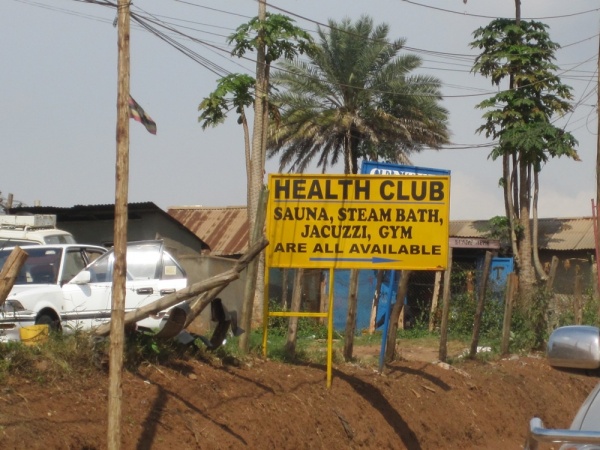 HEALTH CLUB
SAUNA, STEAM BATH,
JACUZZI, GYM
ARE ALL AVAILABLE